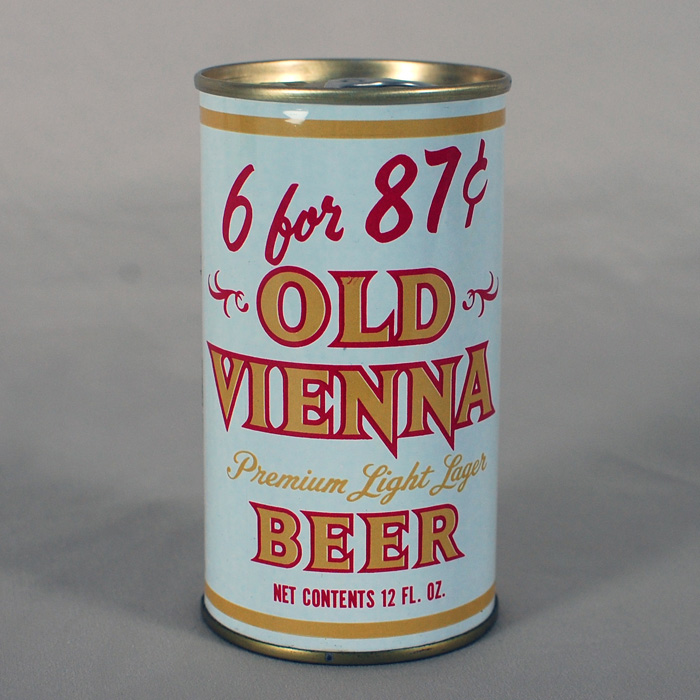 6 for 87¢
OLD
VIENNA
Premium Light Lager
BEER
NET CONTENTS 12 FL. OZ.